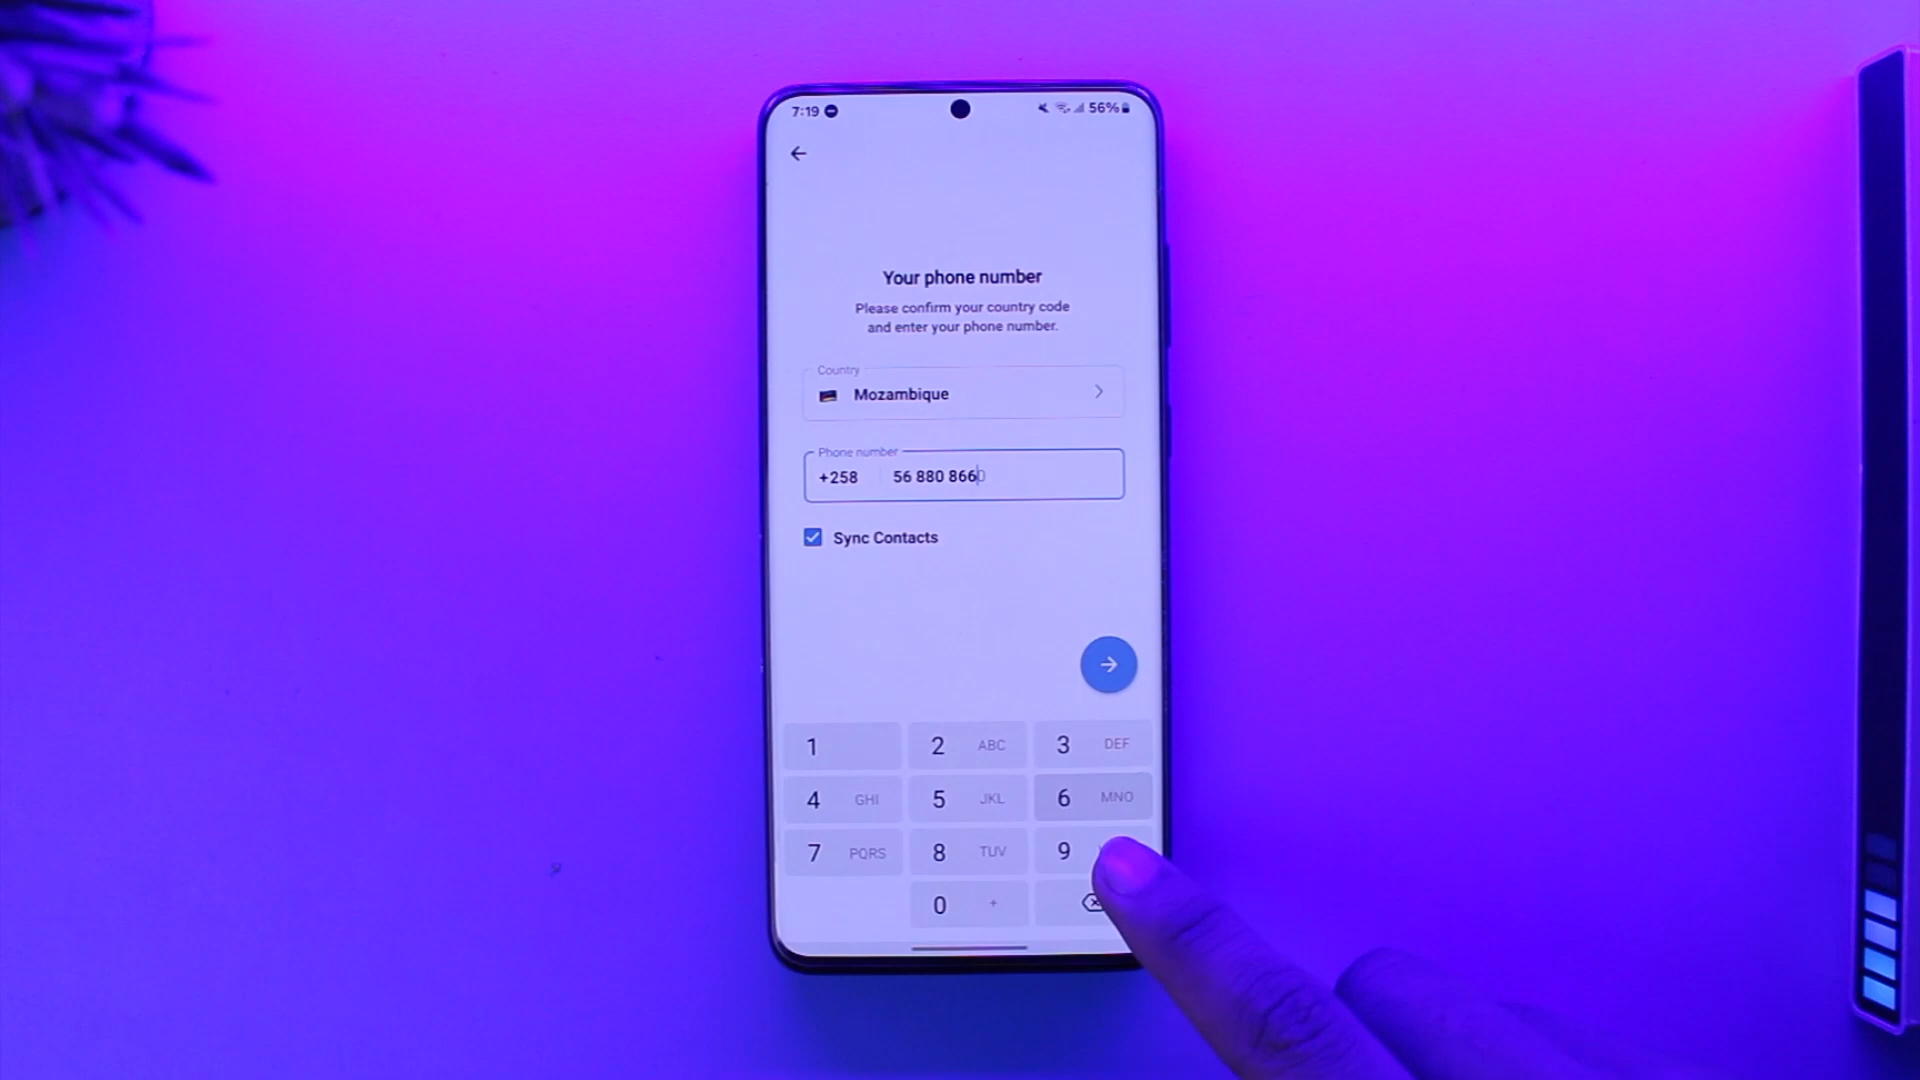 7:19 56%
Your phone number
Please confirm your country code
and enter your phone number.
Country
Mozambique
Phone number
+258 56 880 8660
Sync Contacts
1 2 ABC 3 DEF
4 GHI 5 JKL 6 MNO
7 PQRS 8 TUV 9
0 +